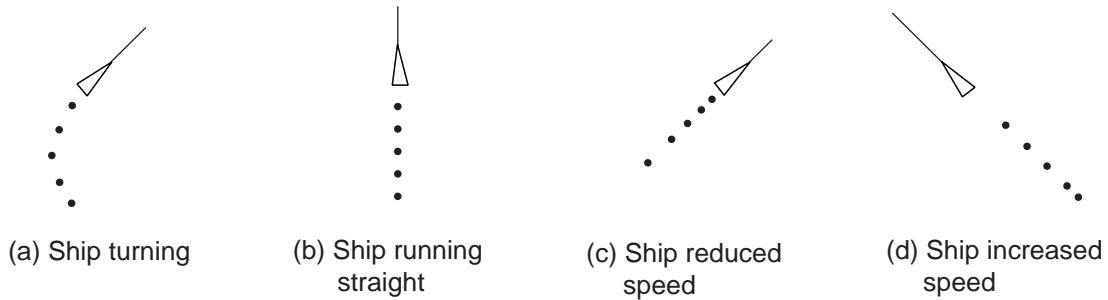 (a) Ship turning
(b) Ship running
straight
(c) Ship reduced
speed
(d) Ship increased
speed